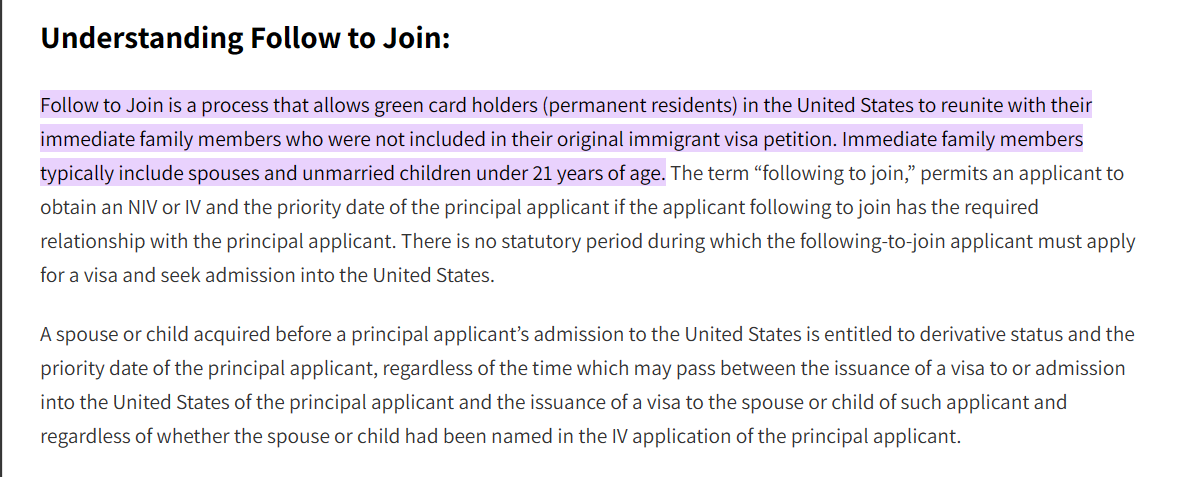 Understanding Follow to Join:
Follow to Join is a process that allows green card holders (permanent residents) in the United States to reunite with their
immediate family members who were not included in their original immigrant visa petition. Immediate family members
typically include spouses and unmarried children under 21 years of age. The term “following to join,” permits an applicant to
obtain an NIV or IV and the priority date of the principal applicant if the applicant following to join has the required
relationship with the principal applicant. There is no statutory period during which the following-to-join applicant must apply
for a visa and seek admission into the United States.
A spouse or child acquired before a principal applicant’s admission to the United States is entitled to derivative status and the
priority date of the principal applicant, regardless of the time which may pass between the issuance of a visa to or admission
into the United States of the principal applicant and the issuance of a visa to the spouse or child of such applicant and
regardless of whether the spouse or child had been named in the IV application of the principal applicant.